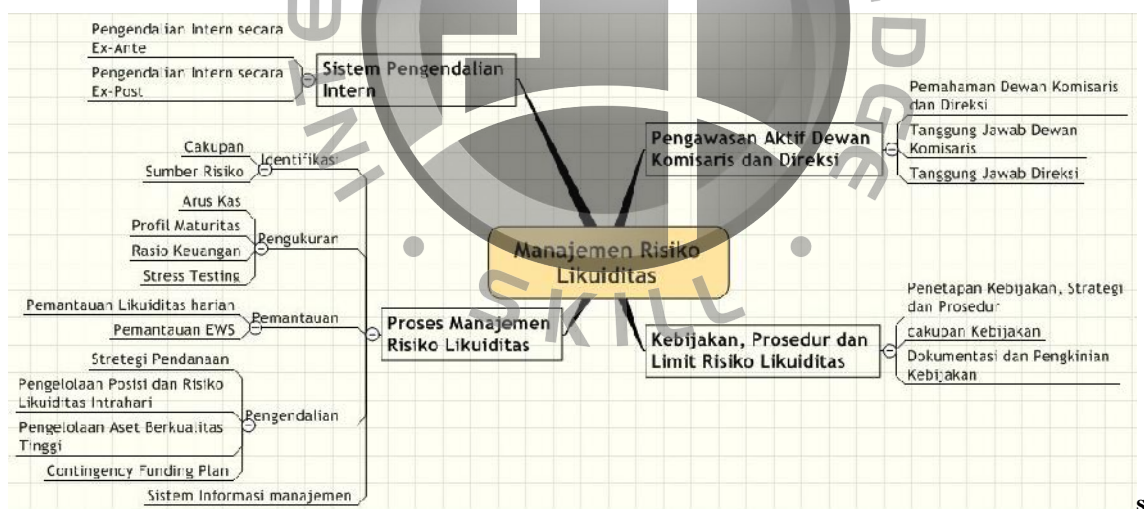 Pengendalian Intern secara
Ex-Ante
Pengendalian Intern secara
Ex-Post
Sistem Pengendalian
Intern
Cakupan
Sumber Risiko
Identifikasi
Arus Kas
Profil Maturitas
Rasio Keuangan
Stress Testing
Pengukuran
Pemantauan Likuiditas harian
Pemantauan EWS
Pemantauan
Stretegi Pendanaan
Pengelolaan Posisi dan Risiko
Likuiditas Intrahari
Pengelolaan Aset Berkualitas
Tinggi
Contingency Funding Plan
Pengendalian
Sistem Informasi manajemen
Proses Manajemen
Risiko Likuiditas
Manajemen Risiko
Likuiditas
Pengawasan Aktif Dewan
Komisaris dan Direksi
Pemahaman Dewan Komisaris
dan Direksi
Tanggung Jawab Dewan
Komisaris
Tanggung Jawab Direksi
Kebijakan, Prosedur dan
Limit Risiko Likuiditas
Penetapan Kebijakan, Strategi
dan Prosedur
cakupan Kebijakan
Dokumentasi dan Pengkinian
Kebijakan
SKILL
DGE
s